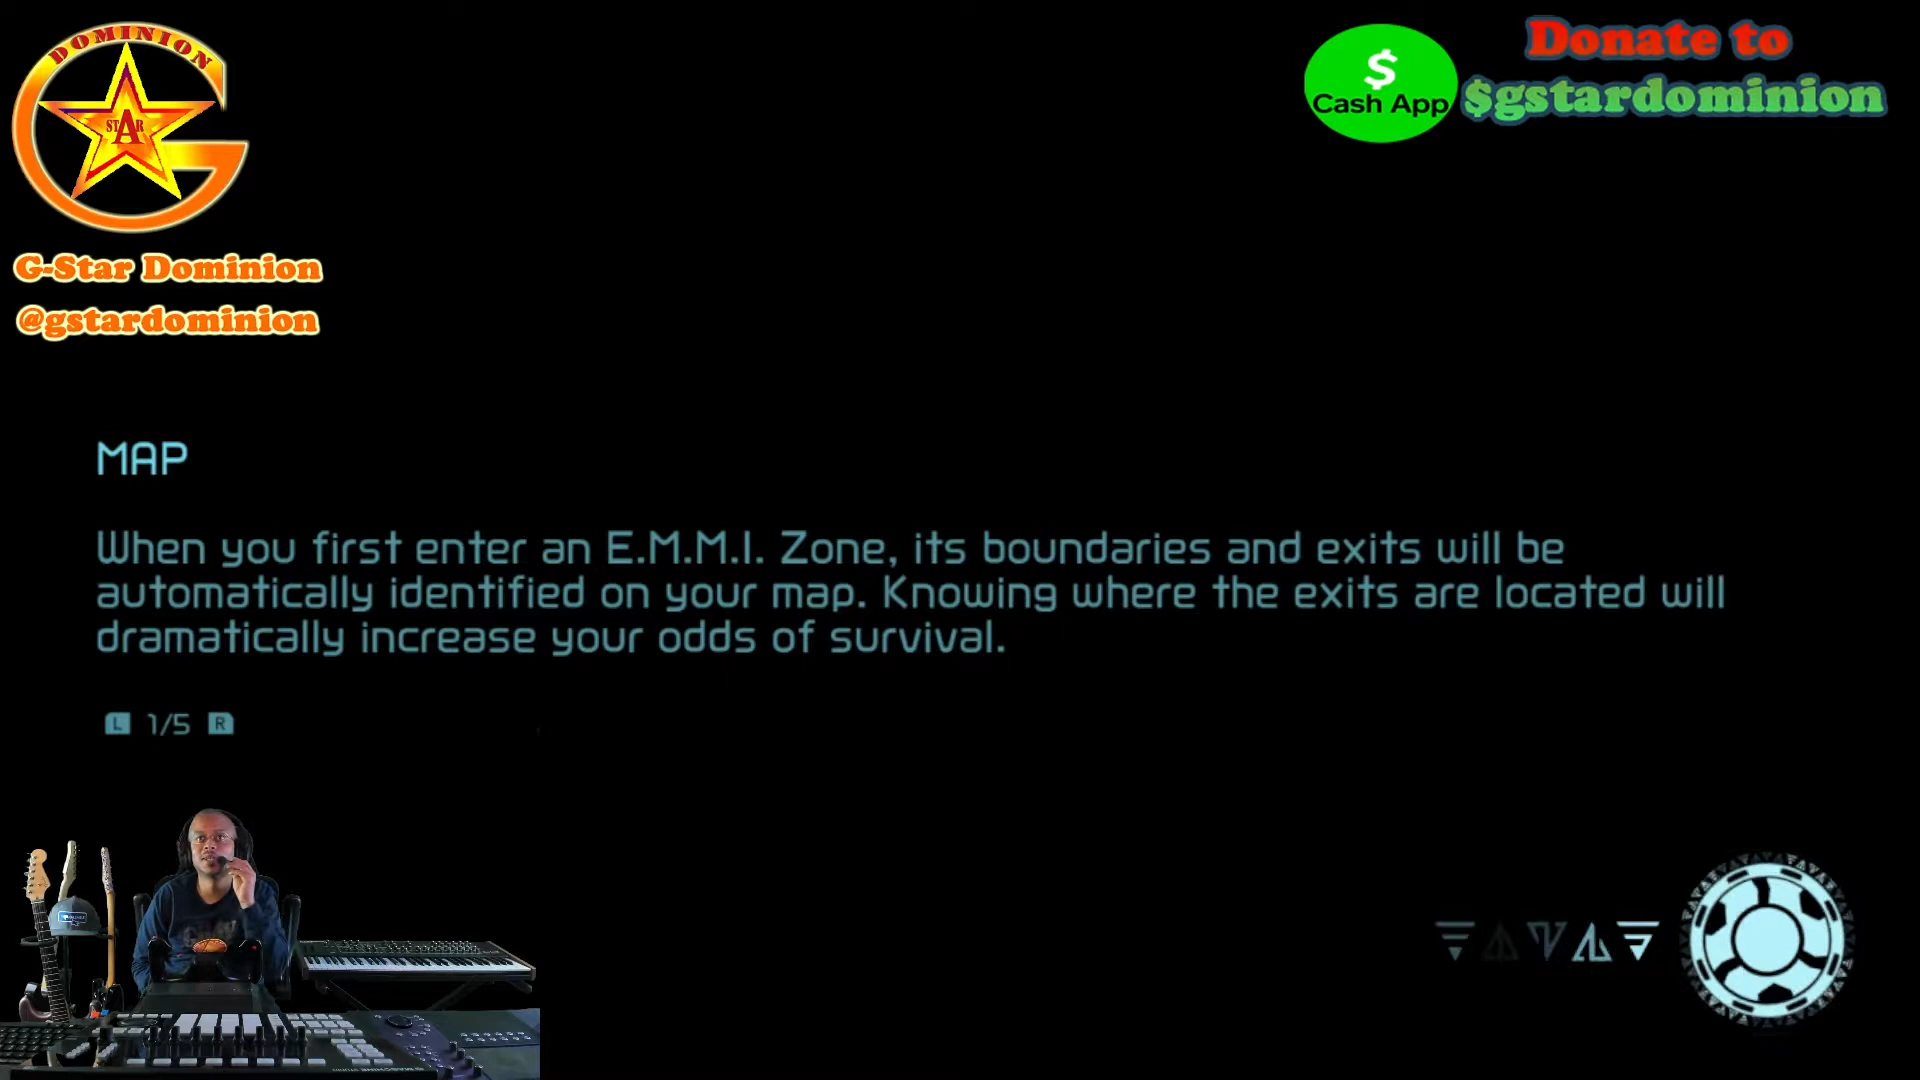 DOMINION
STAR
G-Star Dominion
@gstardominion
$
Cash App
Donate to
$gstardominion
MAP
When you first enter an E.M.M.I. Zone, its boundaries and exits will be
automatically identified on your map. Knowing where the exits are located will
dramatically increase your odds of survival.
L 1/5 R